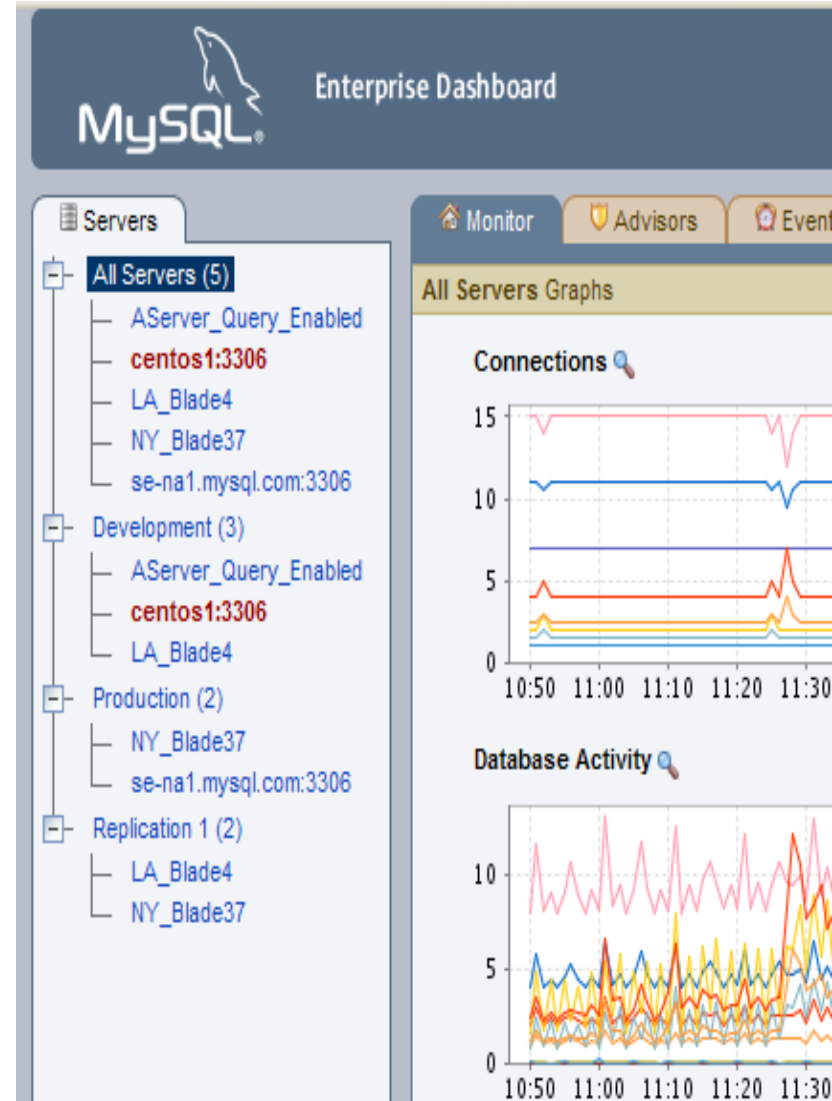 MySQL®
Enterprise Dashboard
Servers
All Servers (5)
AServer_Query_Enabled
centos1:3306
LA_Blade4
NY_Blade37
se-na1.mysql.com:3306
Development (3)
AServer_Query_Enabled
centos1:3306
LA_Blade4
Production (2)
NY_Blade37
se-na1.mysql.com:3306
Replication 1 (2)
LA_Blade4
NY_Blade37
Monitor Advisors Event
All Servers Graphs
Connections
15
10
5
0
10:50 11:00 11:10 11:20 11:30
Database Activity
10
5
0
10:50 11:00 11:10 11:20 11:30